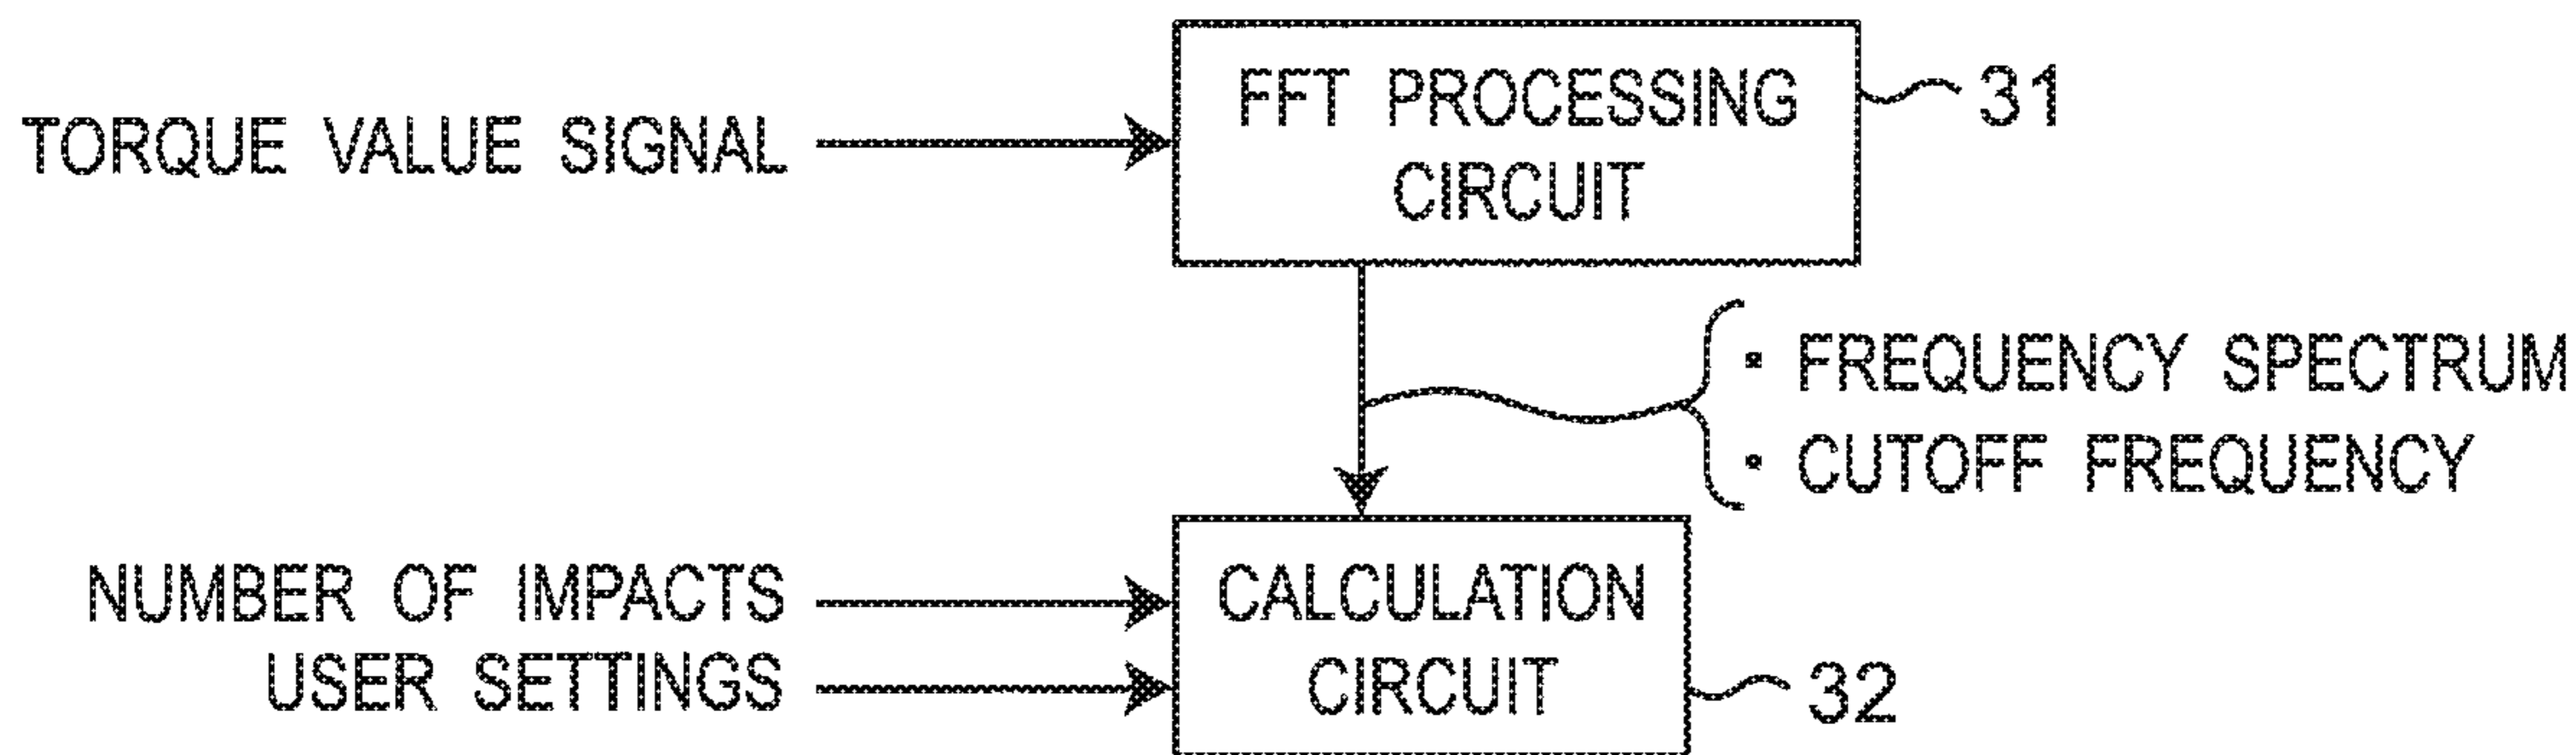 FFT PROCESSING
CIRCUIT
31
TORQUE VALUE SIGNAL
• FREQUENCY SPECTRUM
• CUTOFF FREQUENCY
NUMBER OF IMPACTS
USER SETTINGS
CALCULATION
CIRCUIT
32